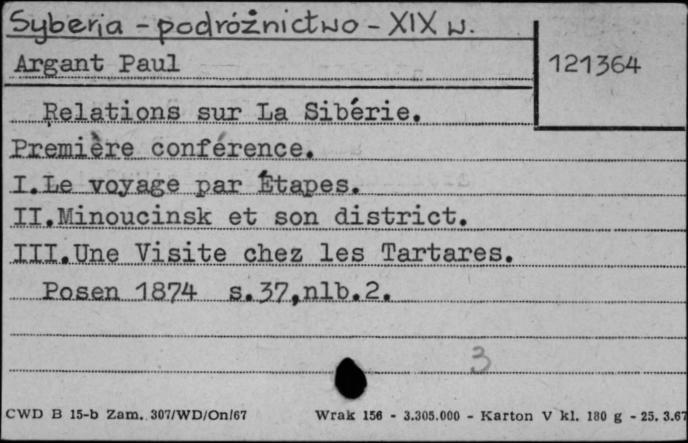 Syberia - podróżnictwo - XIX w.
Argant Paul
121364
Relations sur La Sibérie.
Première conférence.
I.Le voyage par Étapes.
II.Minoucinsk et son district.
III.Une Visite chez les Tartares.
Posen 1874 s.37,nlb.2.
3
CWD B 15-b Zam. 307/WD/On/67 Wrak 156 - 3.305.000 - Karton V kl. 180 g - 25. 3.67